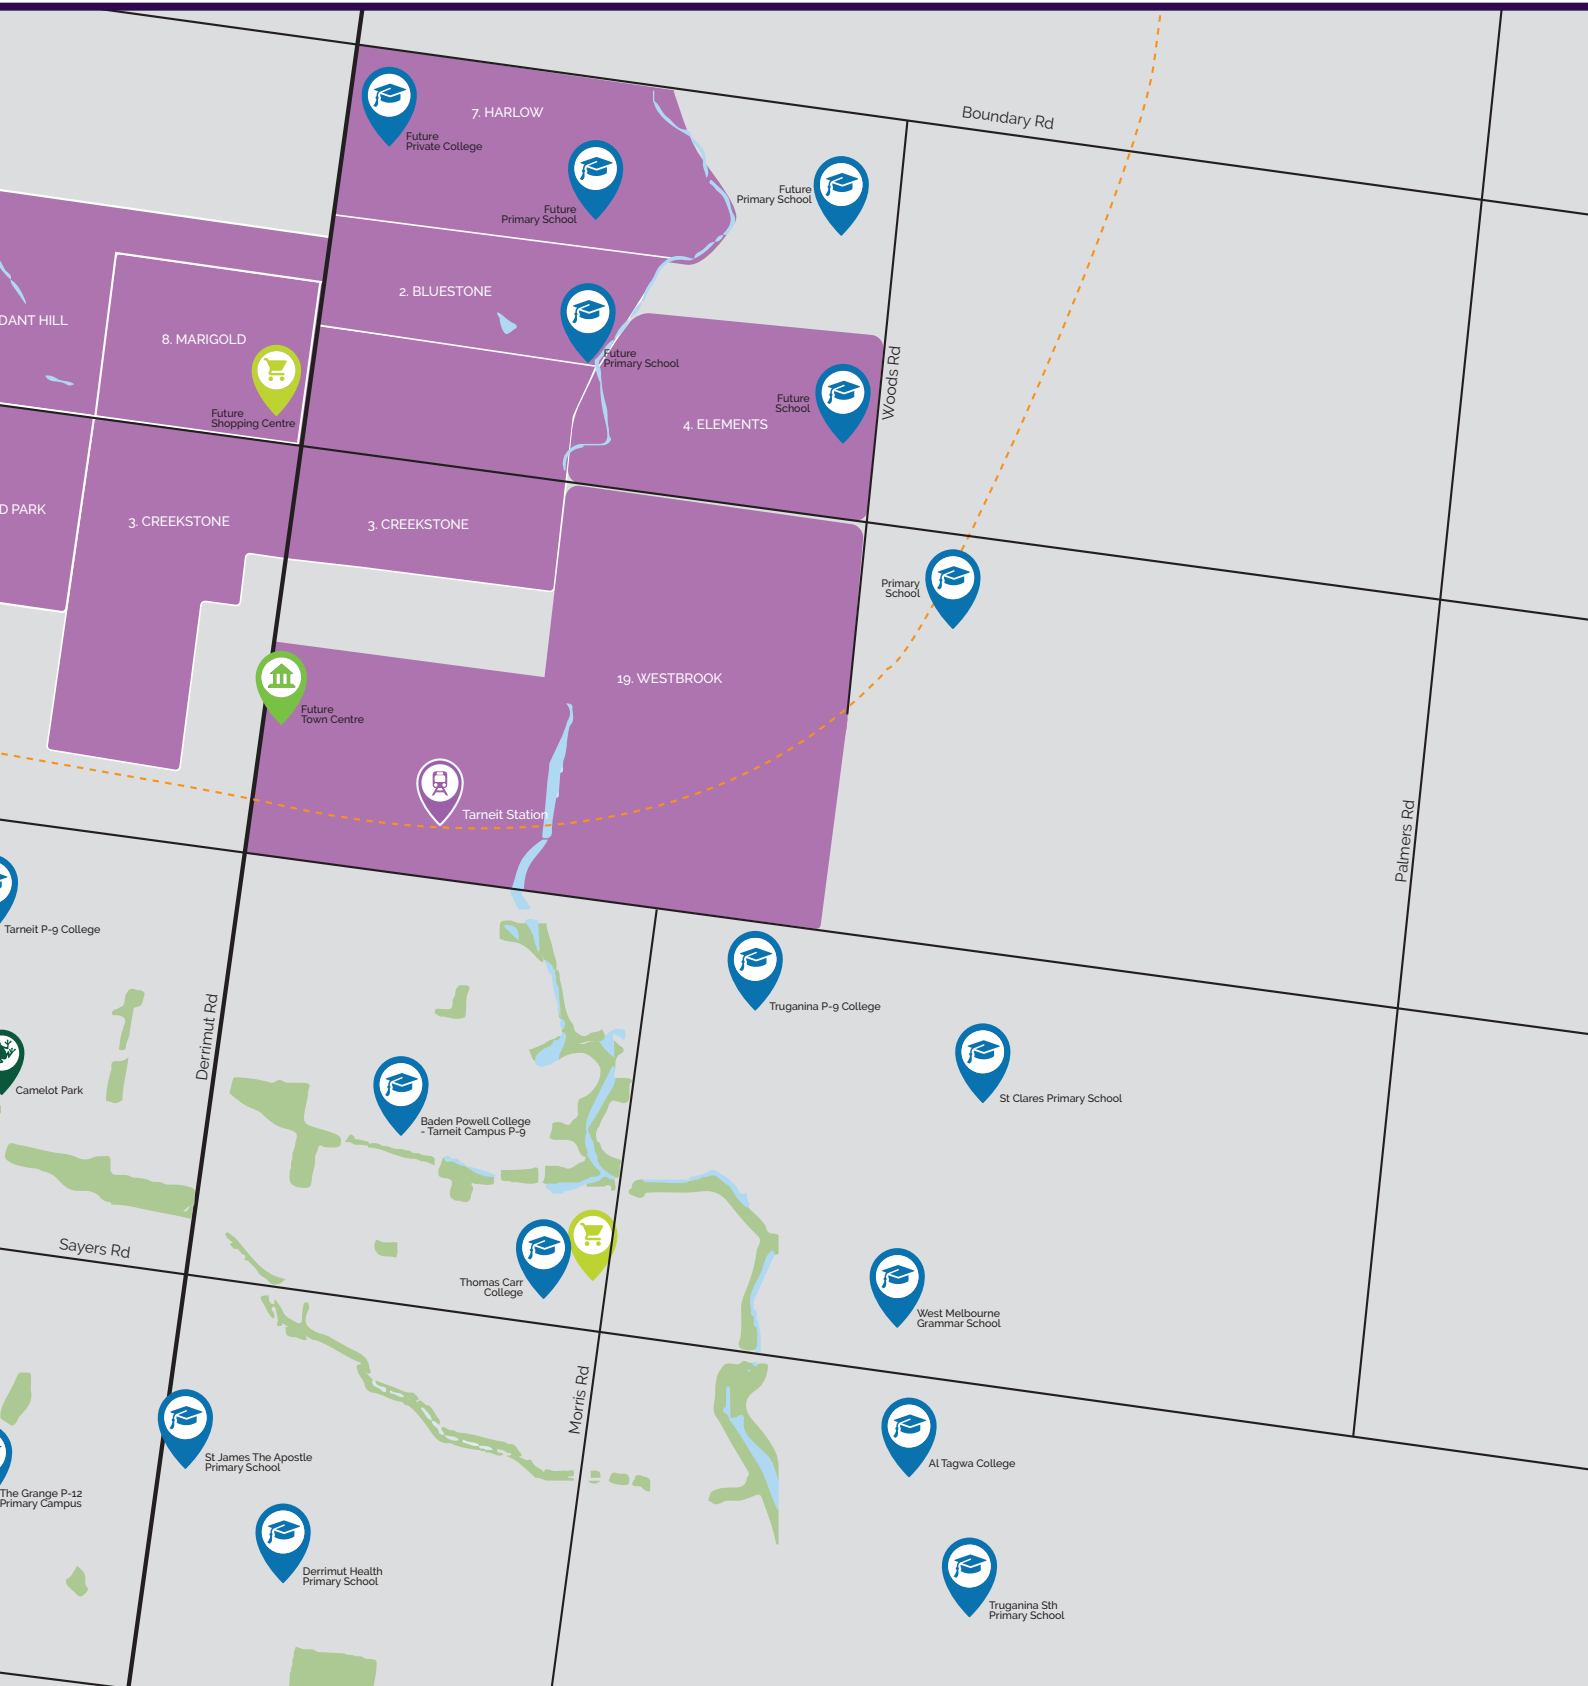 Boundary Rd
7. HARLOW
Future
Private College
Future
Primary School
Future
Primary School
2. BLUESTONE
DANT HILL
8. MARIGOLD
Future
Primary School
Woods Rd
Future
School
Future
Shopping Centre
4. ELEMENTS
D PARK
3. CREEKSTONE
3. CREEKSTONE
Primary
School
19. WESTBROOK
Future
Town Centre
Tarneit Station
Palmers Rd
Tarneit P-9 College
Truganina P-9 College
Derrimut Rd
Camelot Park
St Clares Primary School
Baden Powell College
- Tarneit Campus P-9
Sayers Rd
Thomas Carr
College
West Melbourne
Grammar School
Morris Rd
St James The Apostle
Primary School
Al Tagwa College
The Grange P-12
Primary Campus
Derrimut Health
Primary School
Truganina Sth
Primary School